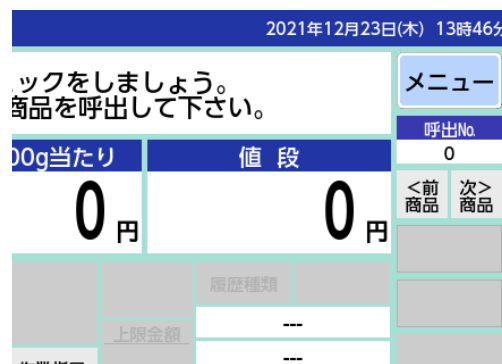 2021年12月23日(木) 13時46分
ックをしましょう。
商品を呼出して下さい。
メニュー
呼出No.
0
00g当たり
値 段
0 円
0 円
<前
商品
次>
商品
履歴種類
上限金額
---
---